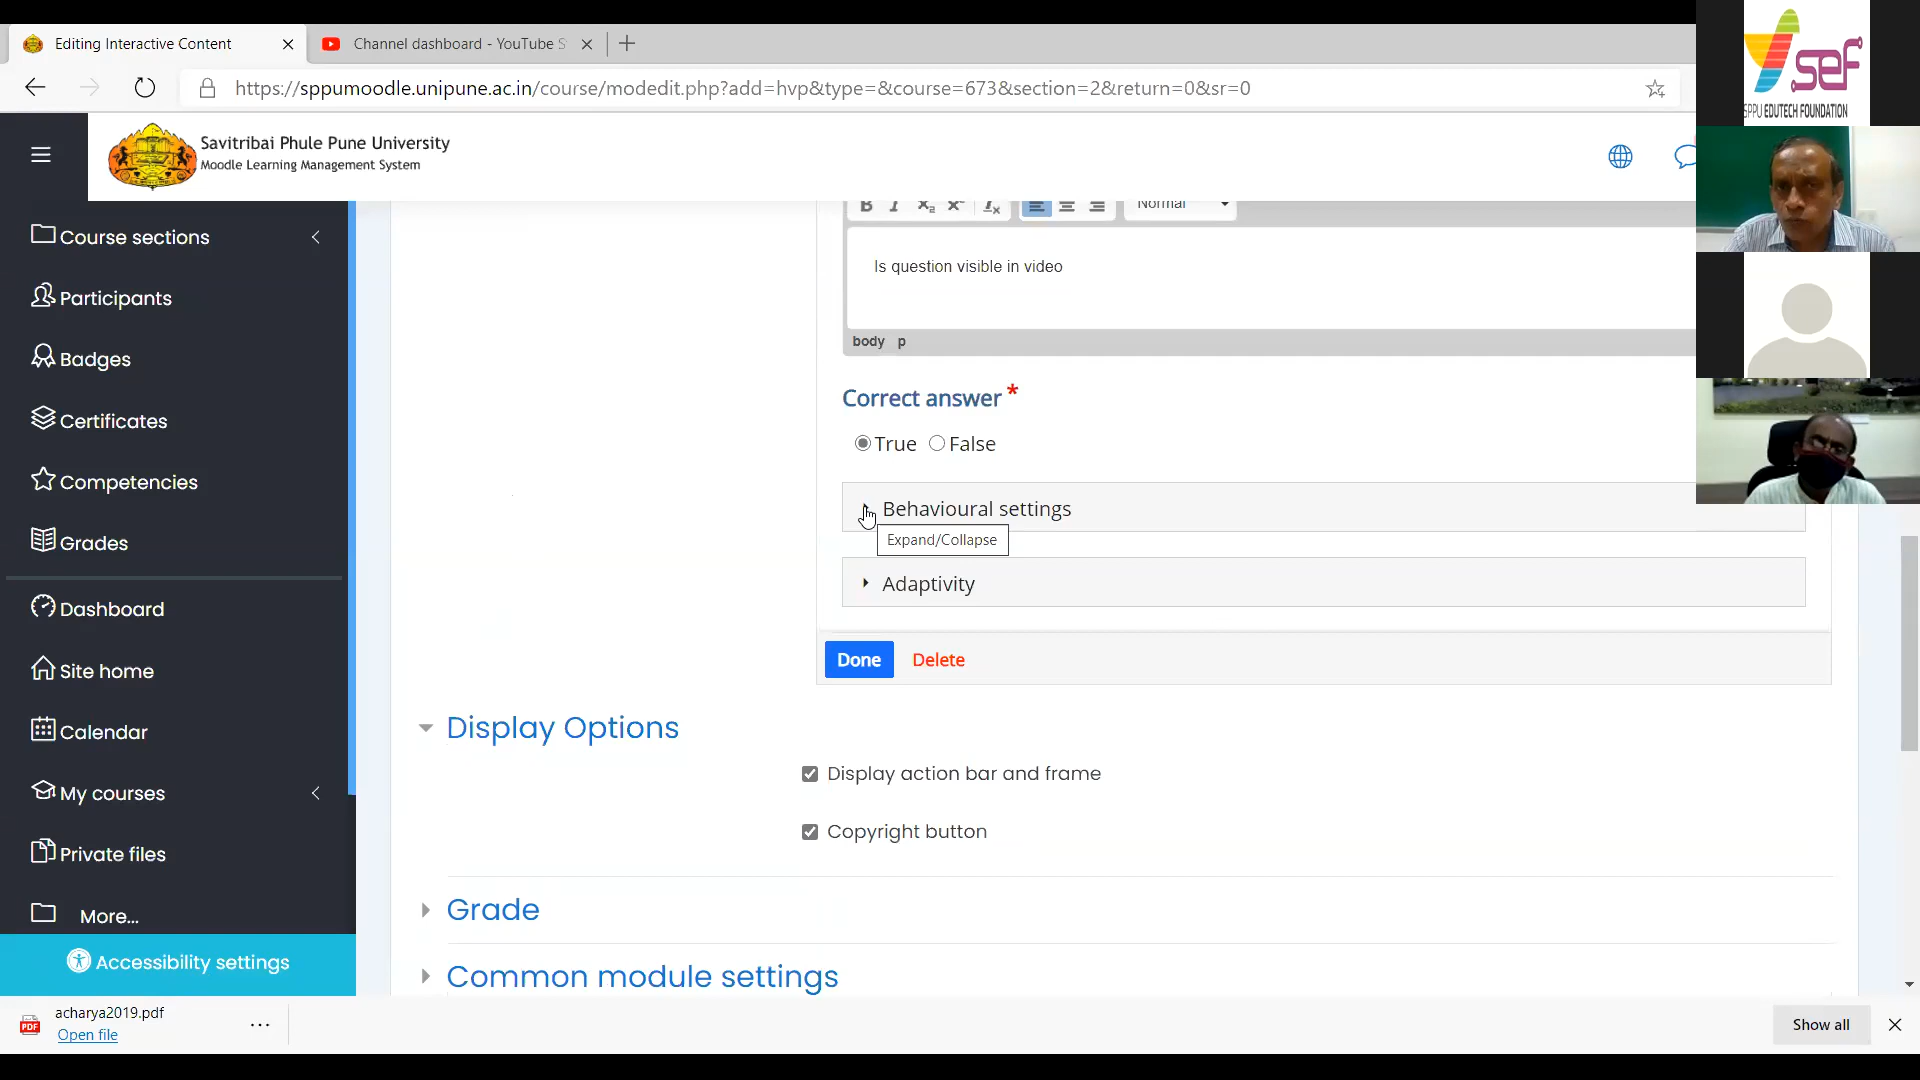 Editing Interactive Content
Channel dashboard - YouTube S
https://sppumoodle.unipune.ac.in/course/modedit.php?add=hvp&type=&course=673&section=2&return=0&sr=0
sef
SPPU EDUTECH FOUNDATION
Savitribai Phule Pune University
Moodle Learning Management System
Course sections
Participants
Badges
Certificates
Competencies
Grades
Dashboard
Site home
Calendar
My courses
Private files
More...
Accessibility settings
B I x₂ x² Ix Normal
Is question visible in video
body p
Correct answer *
True False
Behavioural settings
Expand/Collapse
Adaptivity
Done Delete
Display Options
Display action bar and frame
Copyright button
Grade
Common module settings
PDF
acharya2019.pdf
Open file
...
Show all